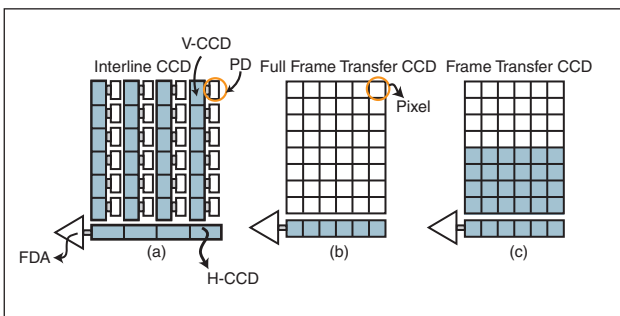 V-CCD
Interline CCD
PD
Full Frame Transfer CCD
Frame Transfer CCD
Pixel
FDA
(a)
H-CCD
(b)
(c)